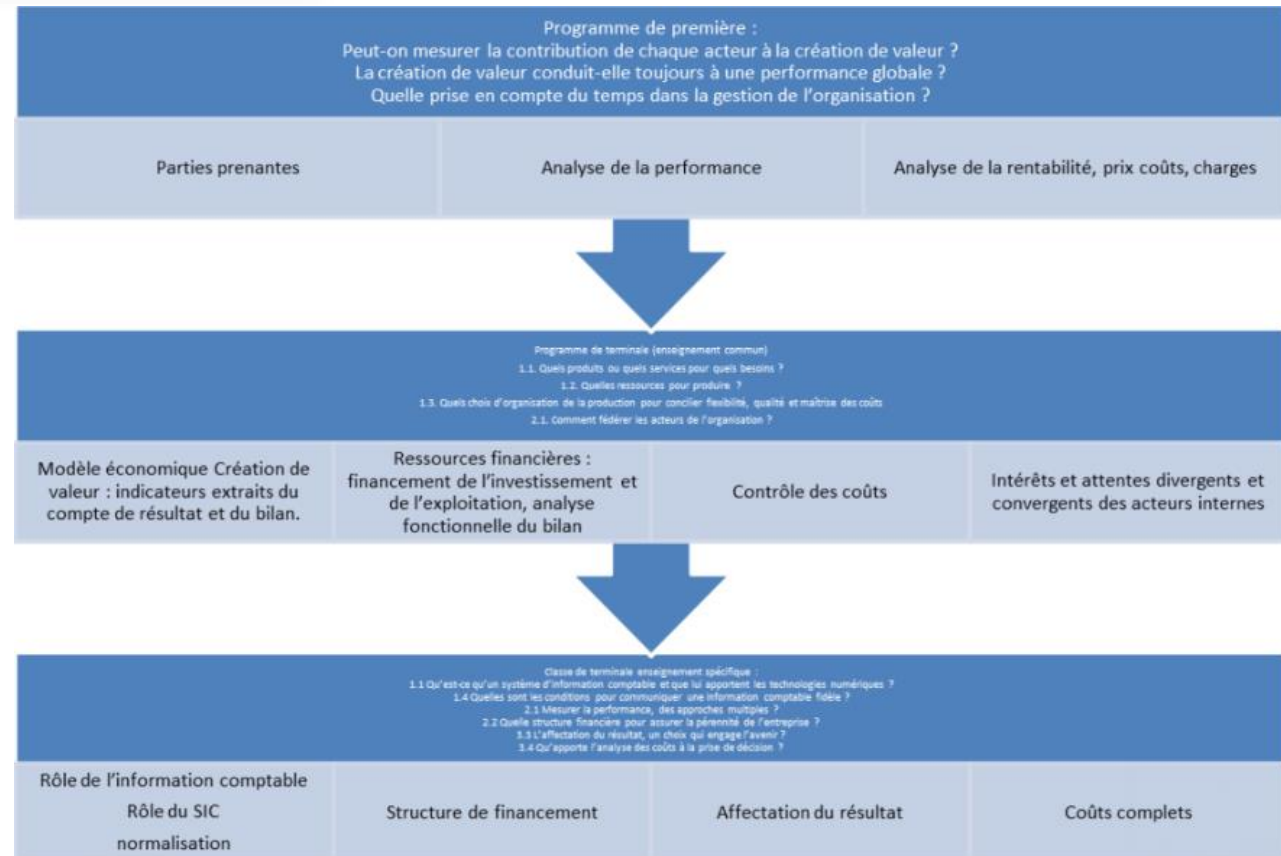 Programme de première :
Peut-on mesurer la contribution de chaque acteur à la création de valeur ?
La création de valeur conduit-elle toujours à une performance globale ?
Quelle prise en compte du temps dans la gestion de l'organisation ?
Parties prenantes
Analyse de la performance
Analyse de la rentabilité, prix coûts, charges
Programme de terminale (enseignement commun)
1.1. Quels produits ou quels services pour quels besoins ?
1.2. Quelles ressources pour produire ?
1.3. Quels choix d'organisation de la production pour concilier flexibilité, qualité et maîtrise des coûts
2.1. Comment fédérer les acteurs de l'organisation ?
Modèle économique Création de
valeur : indicateurs extraits du
compte de résultat et du bilan.
Ressources financières :
financement de l'investissement et
de l'exploitation, analyse
fonctionnelle du bilan
Contrôle des coûts
Intérêts et attentes divergents et
convergents des acteurs internes
Classe de terminale enseignement spécifique :
1.1 Qu'est-ce qu'un système d'information comptable et que lui apportent les technologies numériques ?
1.4 Quelles sont les conditions pour communiquer une information comptable fidèle ?
2.1 Mesurer la performance, des approches multiples ?
2.2 Quelle structure financière pour assurer la pérennité de l'entreprise ?
3.3 L'affectation du résultat, un choix qui engage l'avenir ?
3.4 Qu'apporte l'analyse des coûts à la prise de décision ?
Rôle de l'information comptable
Rôle du SIC
normalisation
Structure de financement
Affectation du résultat
Coûts complets